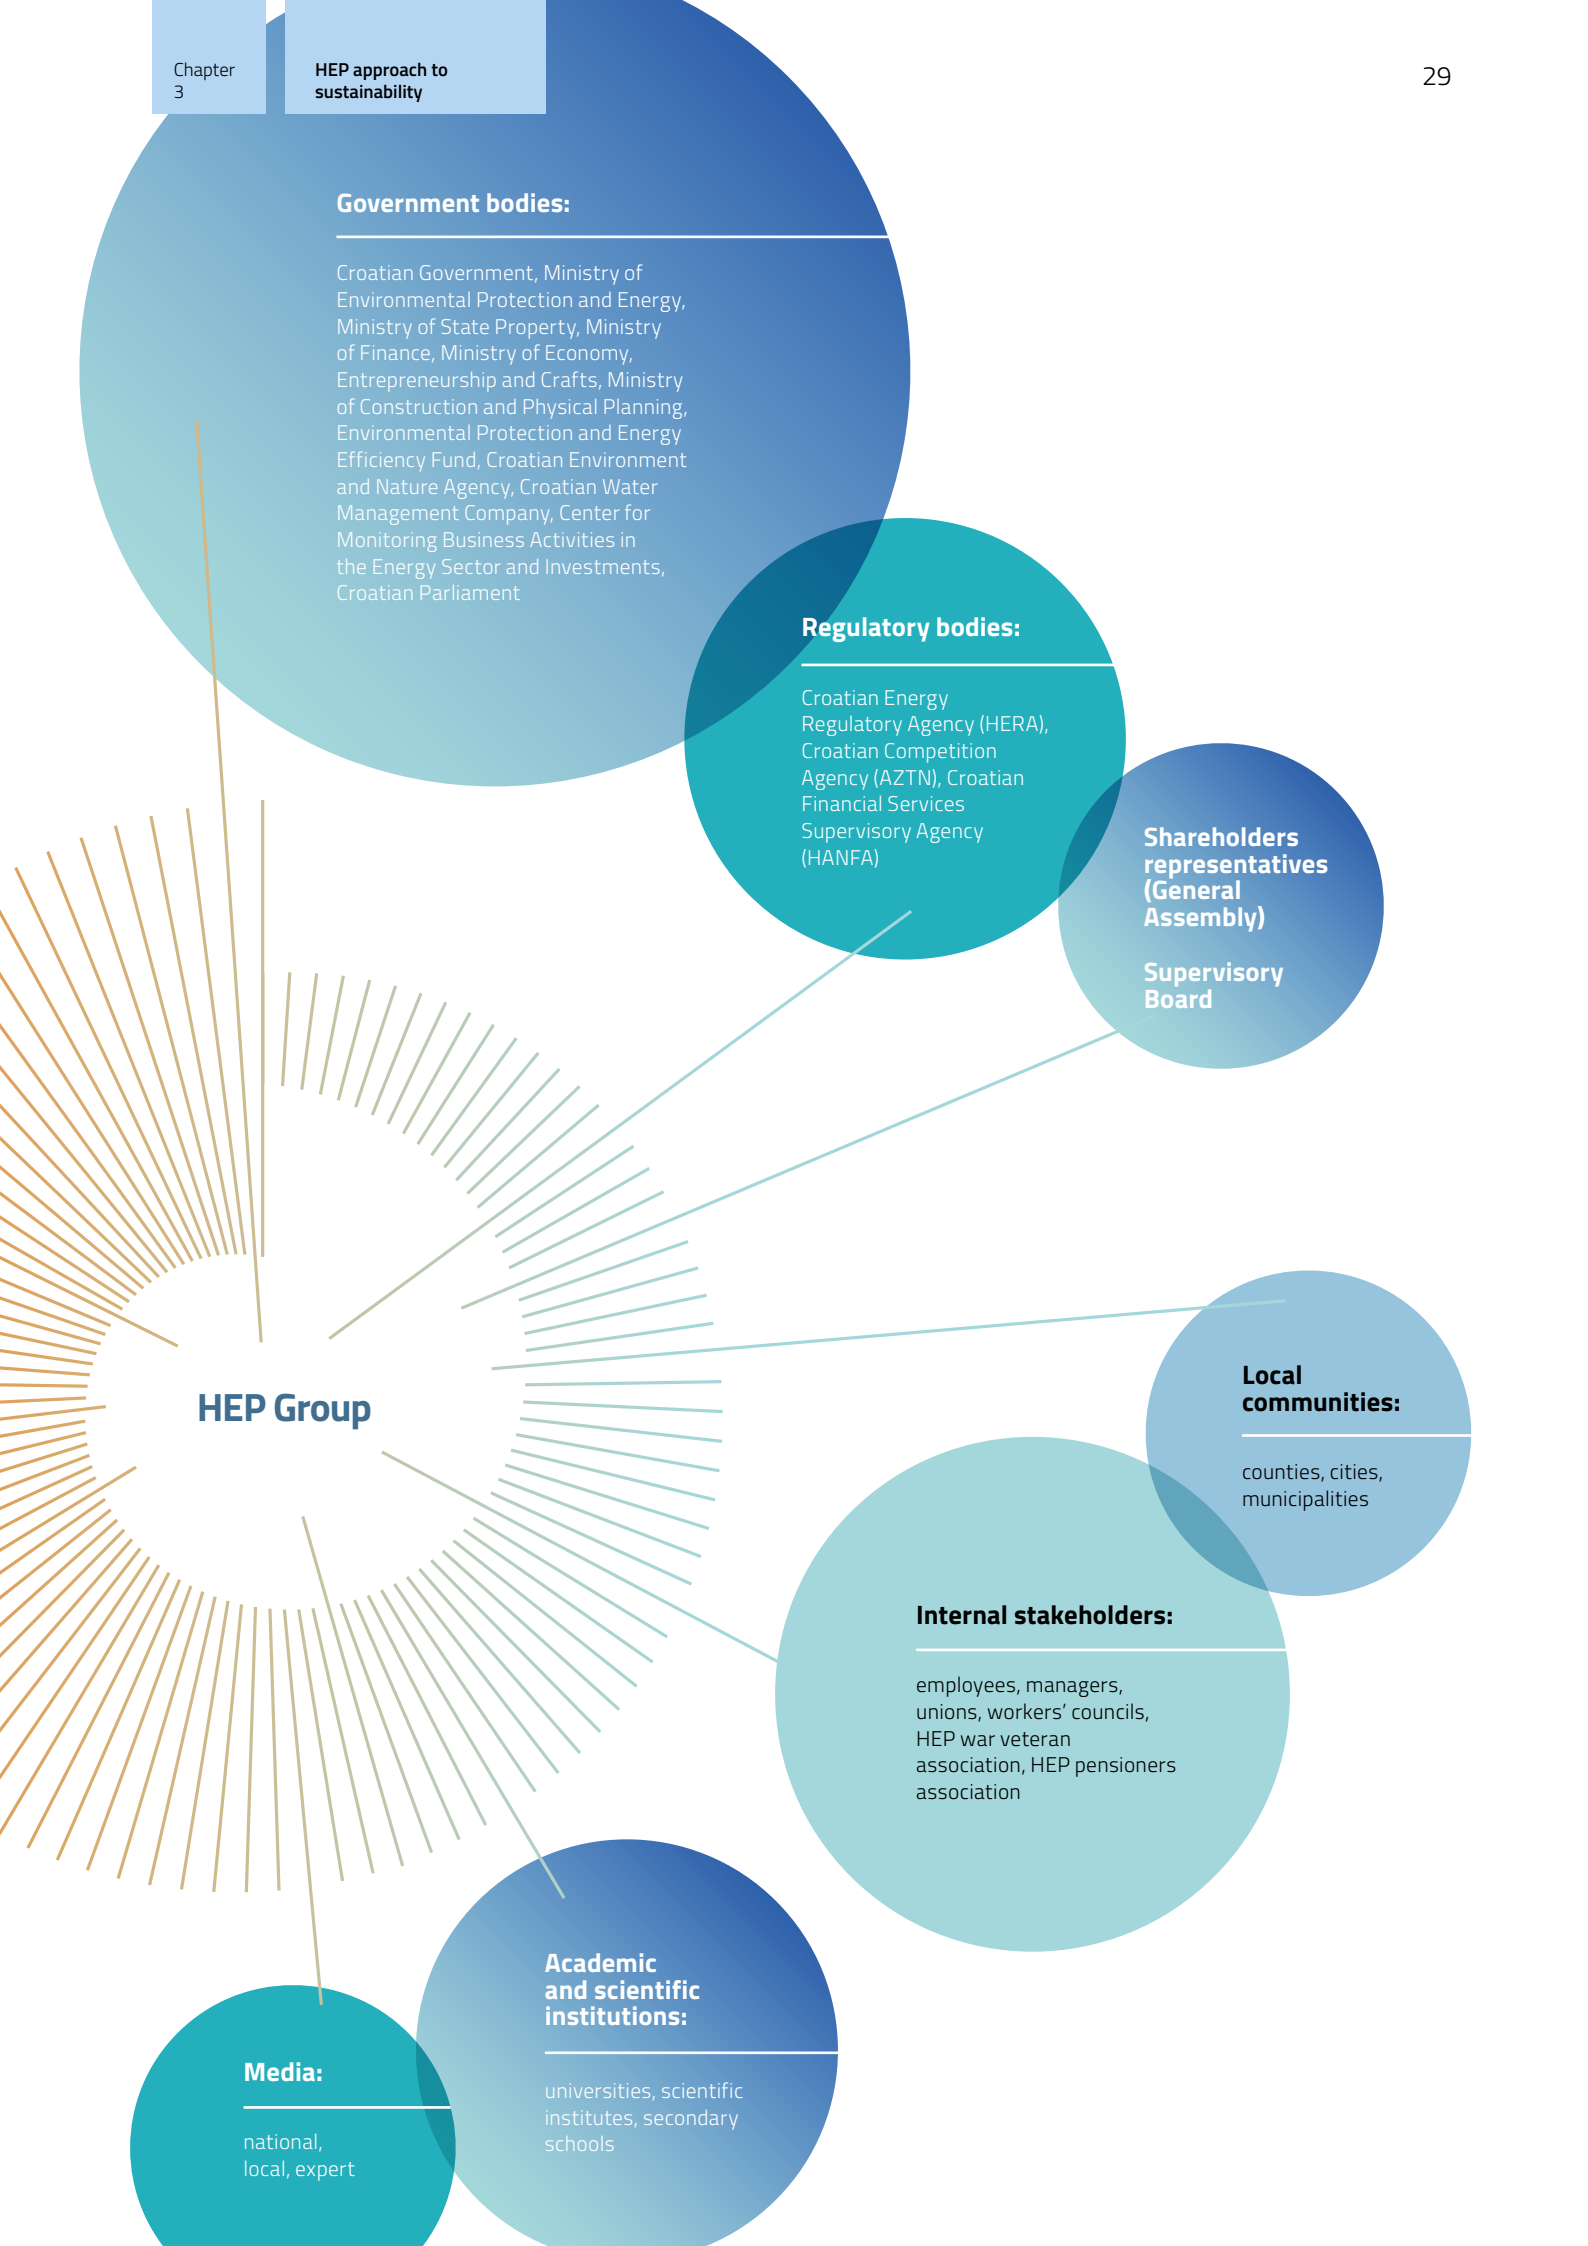 Chapter
3
HEP approach to
sustainability
29
Government bodies:
Croatian Government, Ministry of
Environmental Protection and Energy,
Ministry of State Property, Ministry
of Finance, Ministry of Economy,
Entrepreneurship and Crafts, Ministry
of Construction and Physical Planning,
Environmental Protection and Energy
Efficiency Fund, Croatian Environment
and Nature Agency, Croatian Water
Management Company, Center for
Monitoring Business Activities in
the Energy Sector and Investments,
Croatian Parliament
Regulatory bodies:
Croatian Energy
Regulatory Agency (HERA),
Croatian Competition
Agency (AZTN), Croatian
Financial Services
Supervisory Agency
(HANFA)
Shareholders
representatives
(General
Assembly)
Supervisory
Board
HEP Group
Local
communities:
counties, cities,
municipalities
Internal stakeholders:
employees, managers,
unions, workers’ councils,
HEP war veteran
association, HEP pensioners
association
Academic
and scientific
institutions:
universities, scientific
institutes, secondary
schools
Media:
national,
local, expert